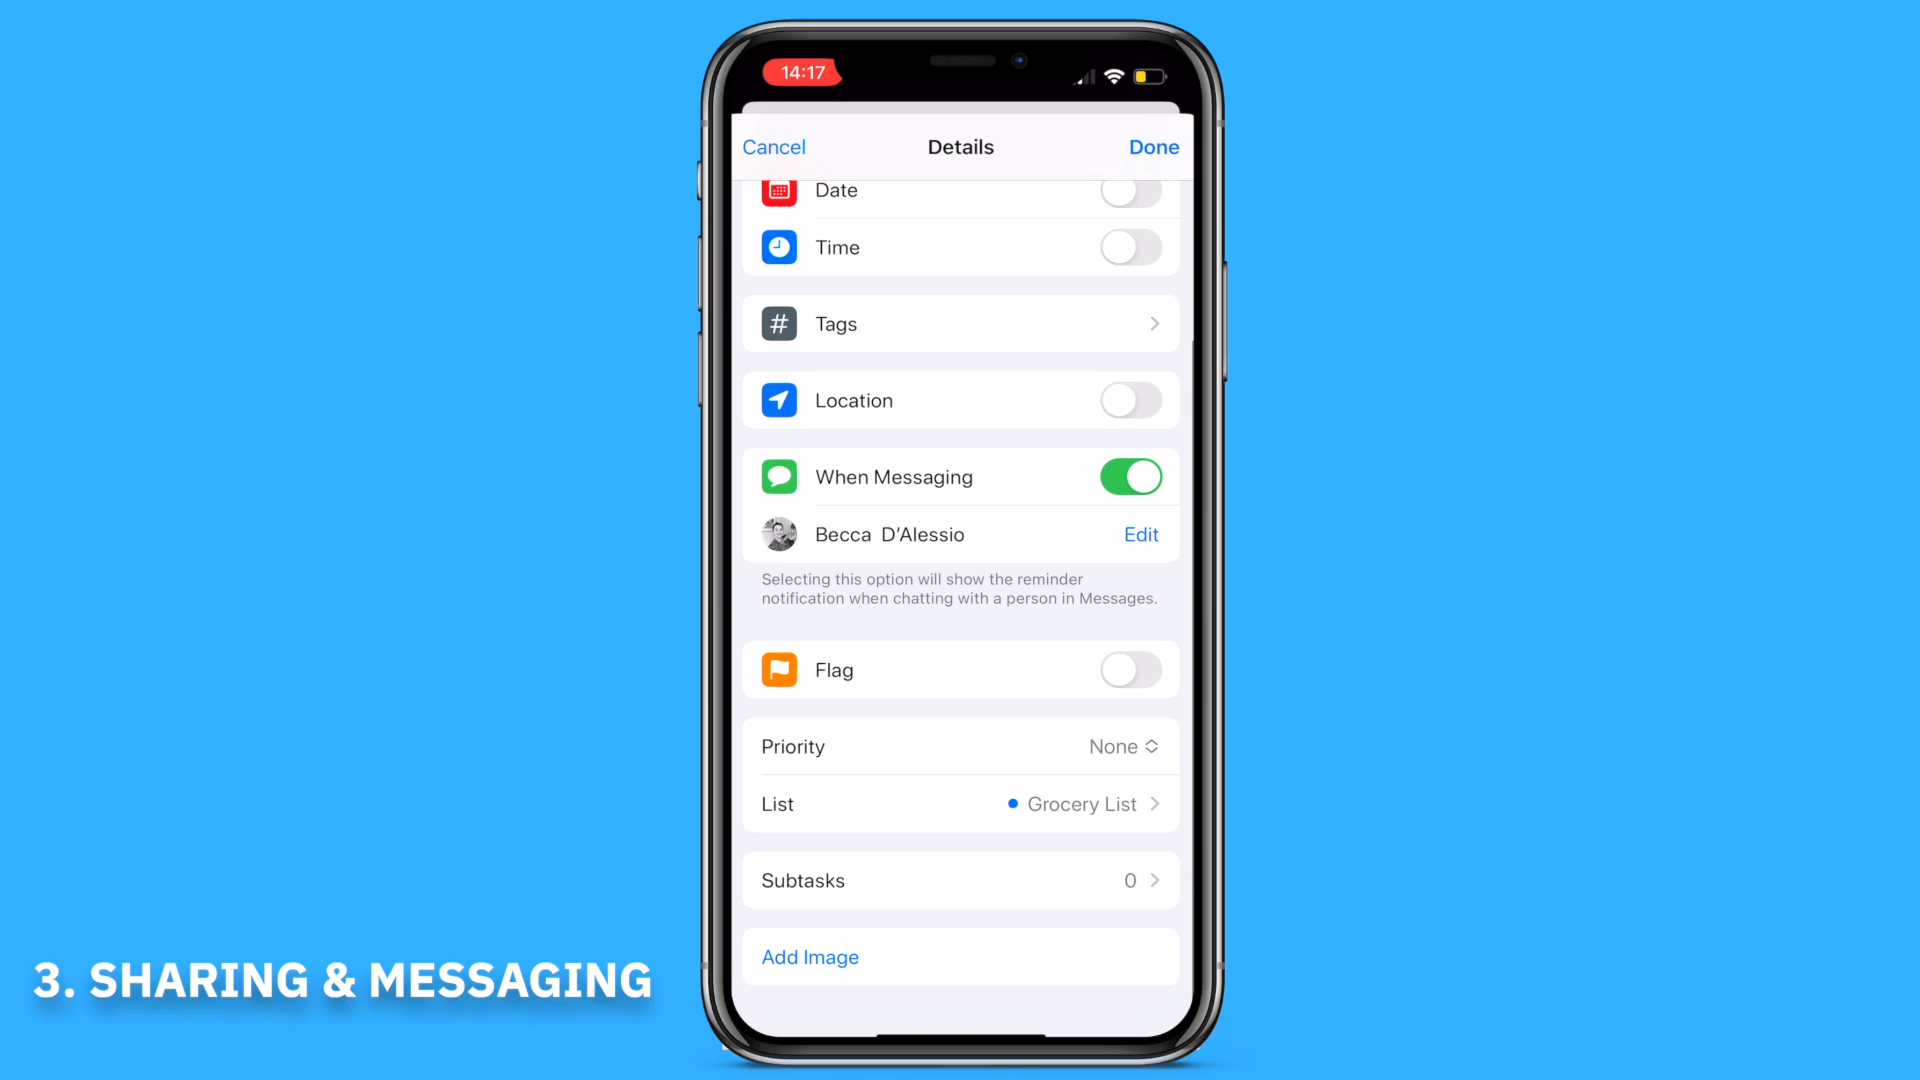 14:17
Cancel Details Done
Date
Time
# Tags
Location
When Messaging
Becca D'Alessio Edit
Selecting this option will show the reminder
notification when chatting with a person in Messages.
Flag
Priority None
List Grocery List
Subtasks 0
Add Image
3. SHARING & MESSAGING